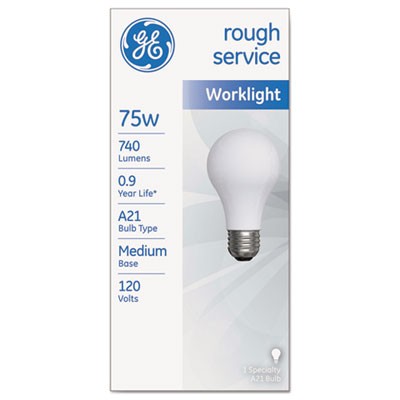 GE
rough
service
Worklight
75w
740
Lumens
0.9
Year Life*
A21
Bulb Type
Medium
Base
120
Volts
1 Specialty
A21 Bulb